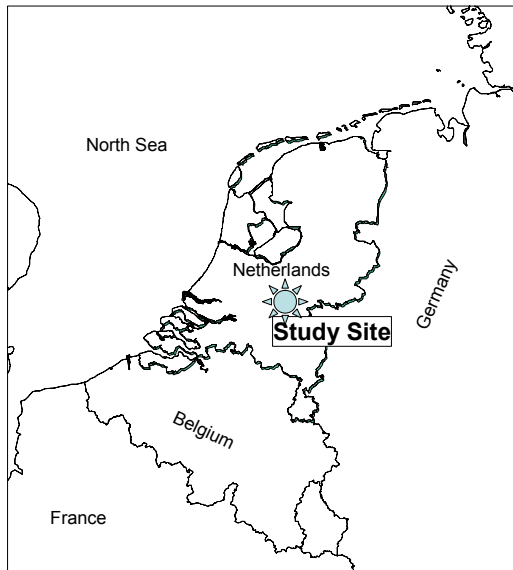 North Sea
Netherlands
Germany
Study Site
Belgium
France